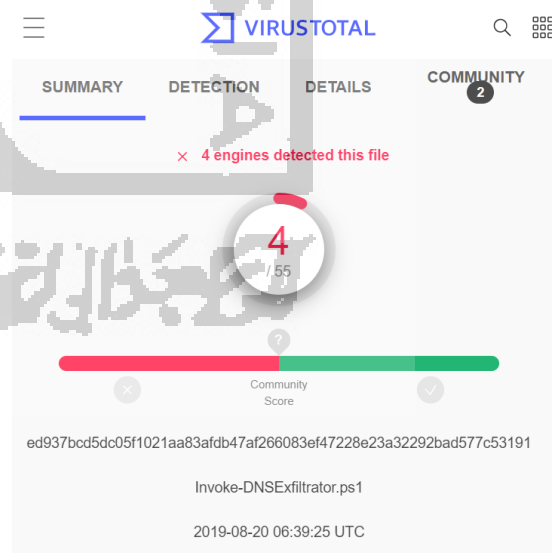 VIRUSTOTAL
SUMMARY DETECTION DETAILS COMMUNITY
2
× 4 engines detected this file
4
/ 55
?
Community
Score
ed937bcd5dc05f1021aa83afdb47af266083ef47228e23a32292bad577c53191
Invoke-DNSExfiltrator.ps1
2019-08-20 06:39:25 UTC